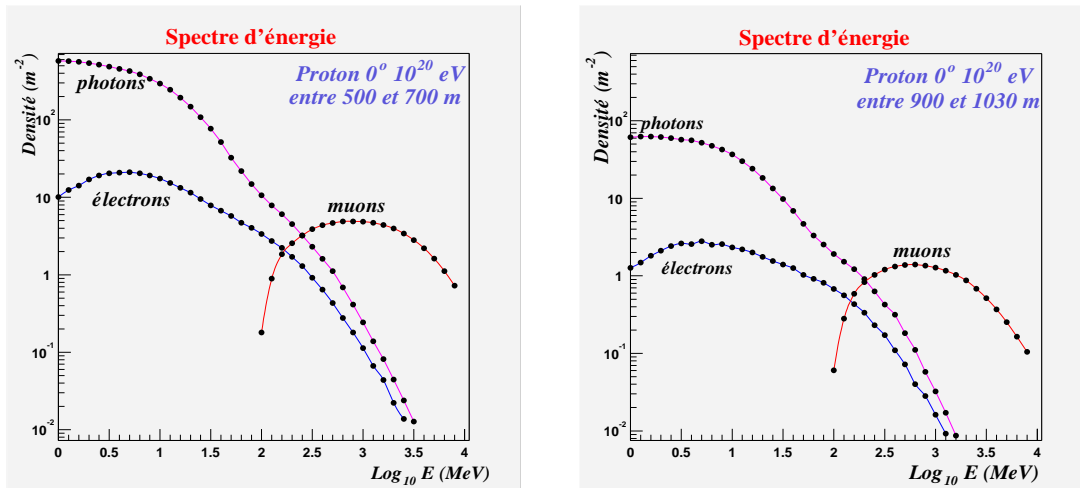 Spectre d'énergie
Densité (m⁻²)
Proton 0° 10²⁰ eV
entre 500 et 700 m
photons
électrons
muons
10²
10
1
10⁻¹
10⁻²
0 0.5 1 1.5 2 2.5 3 3.5 4
Log₁₀ E (MeV)
Spectre d'énergie
Densité (m⁻²)
Proton 0° 10²⁰ eV
entre 900 et 1030 m
photons
électrons
muons
10²
10
1
10⁻¹
10⁻²
0 0.5 1 1.5 2 2.5 3 3.5 4
Log₁₀ E (MeV)